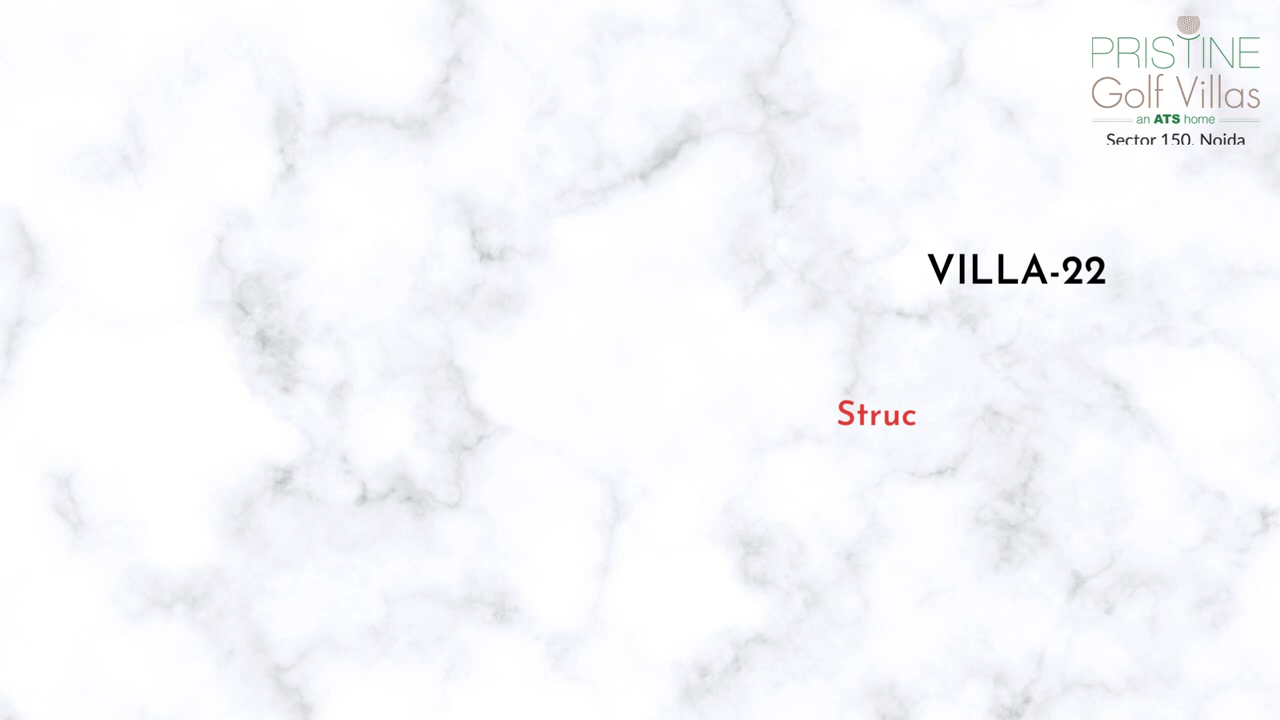 PRISTINE
Golf Villas
an ATS home
Sector 150, Noida
VILLA-22
Struc